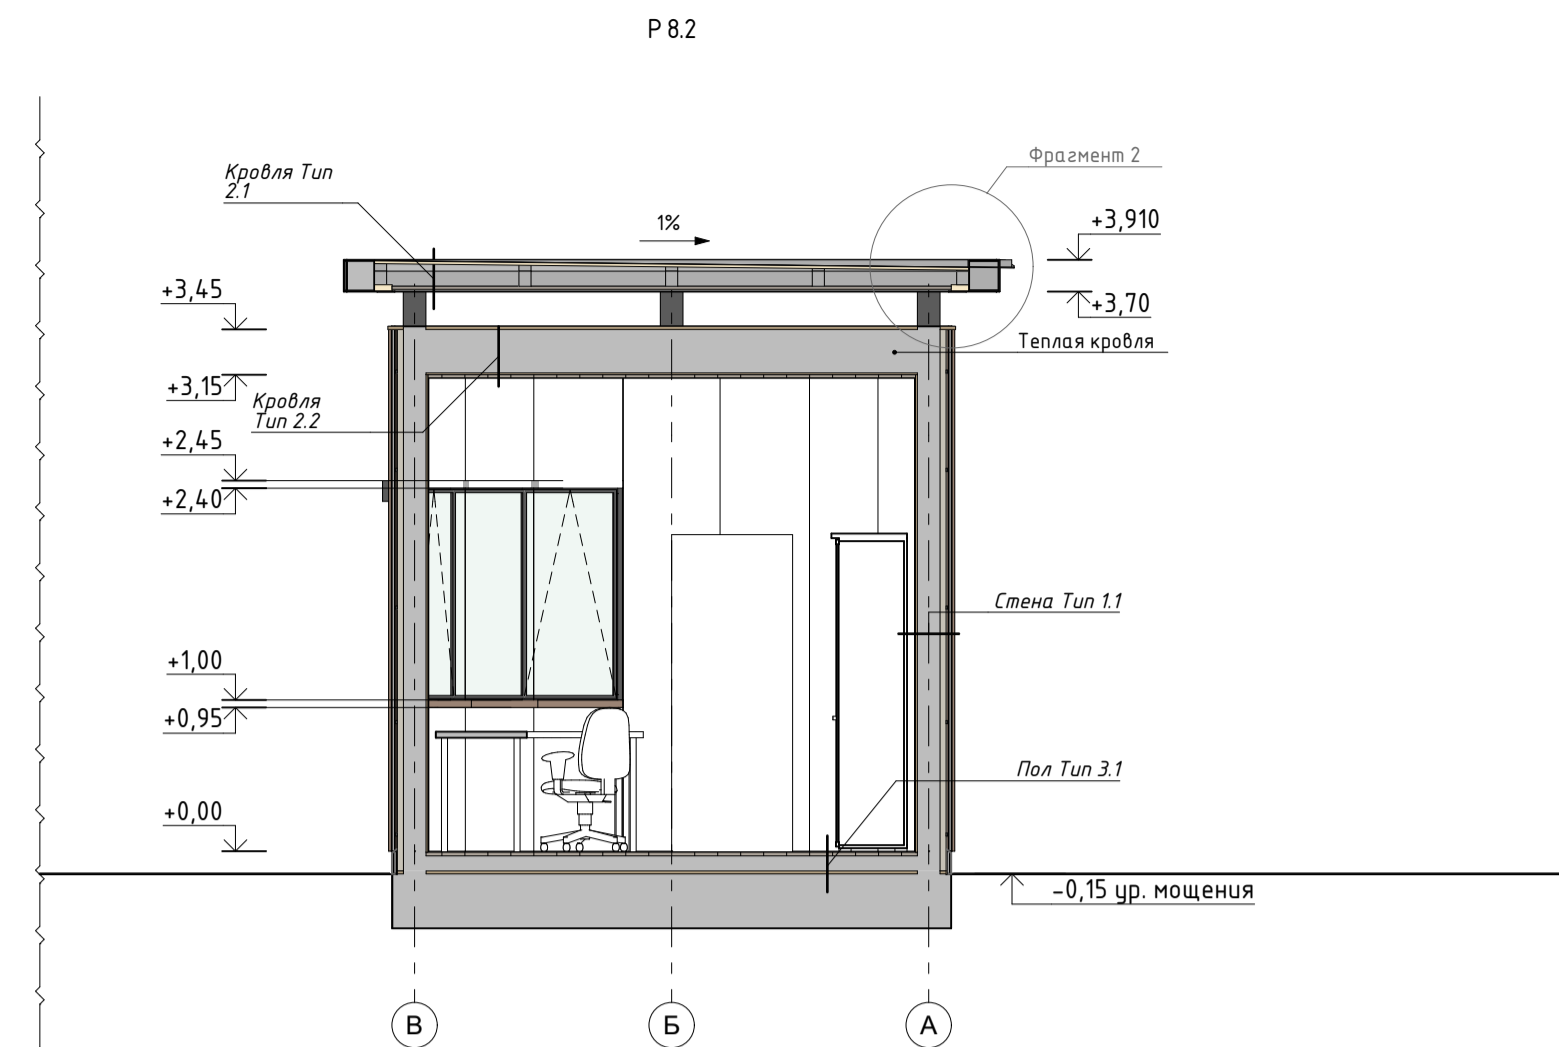 Р 8.2
Фрагмент 2
Кровля Тип
2.1
1%
+3,910
+3,45
+3,70
Теплая кровля
+3,15
Кровля
Тип 2.2
+2,45
+2,40
Стена Тип 1.1
+1,00
+0,95
Пол Тип 3.1
+0,00
-0,15 ур. мощения
В
Б
А